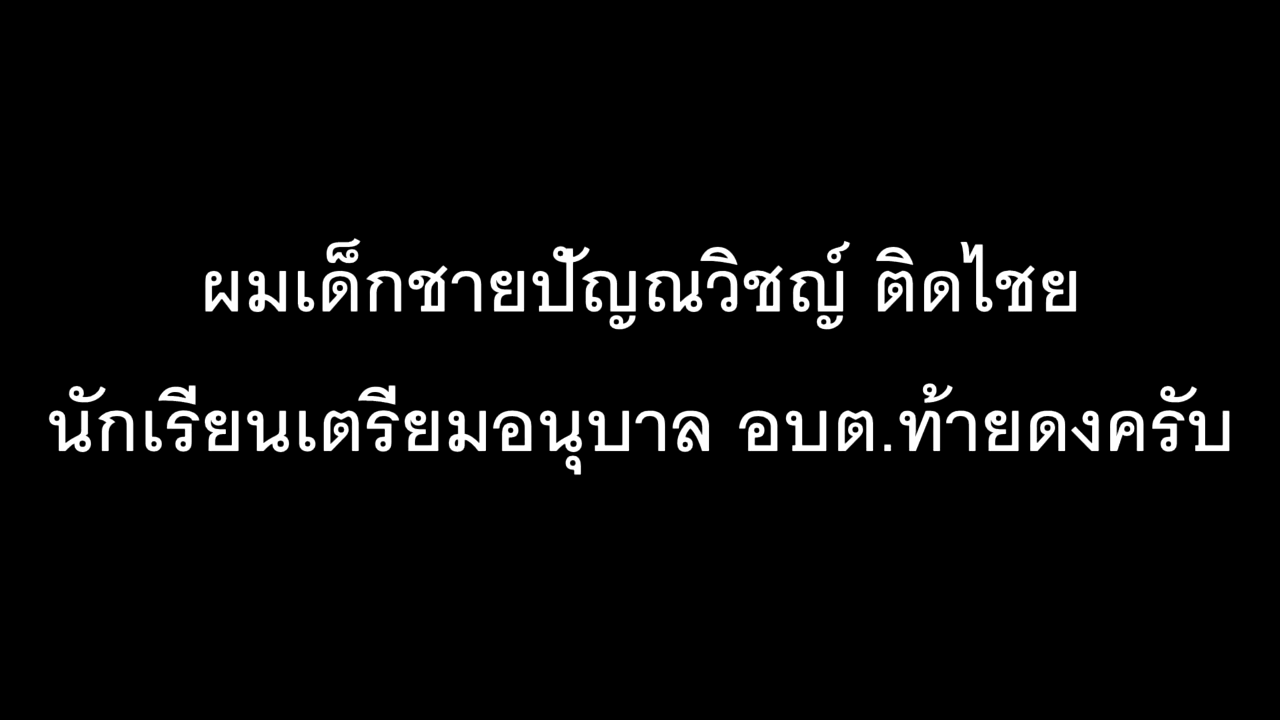 ผมเด็กชายปัญณวิชญ์ ติดไชย
นักเรียนเตรียมอนุบาล อบต.ท้ายดงครับ